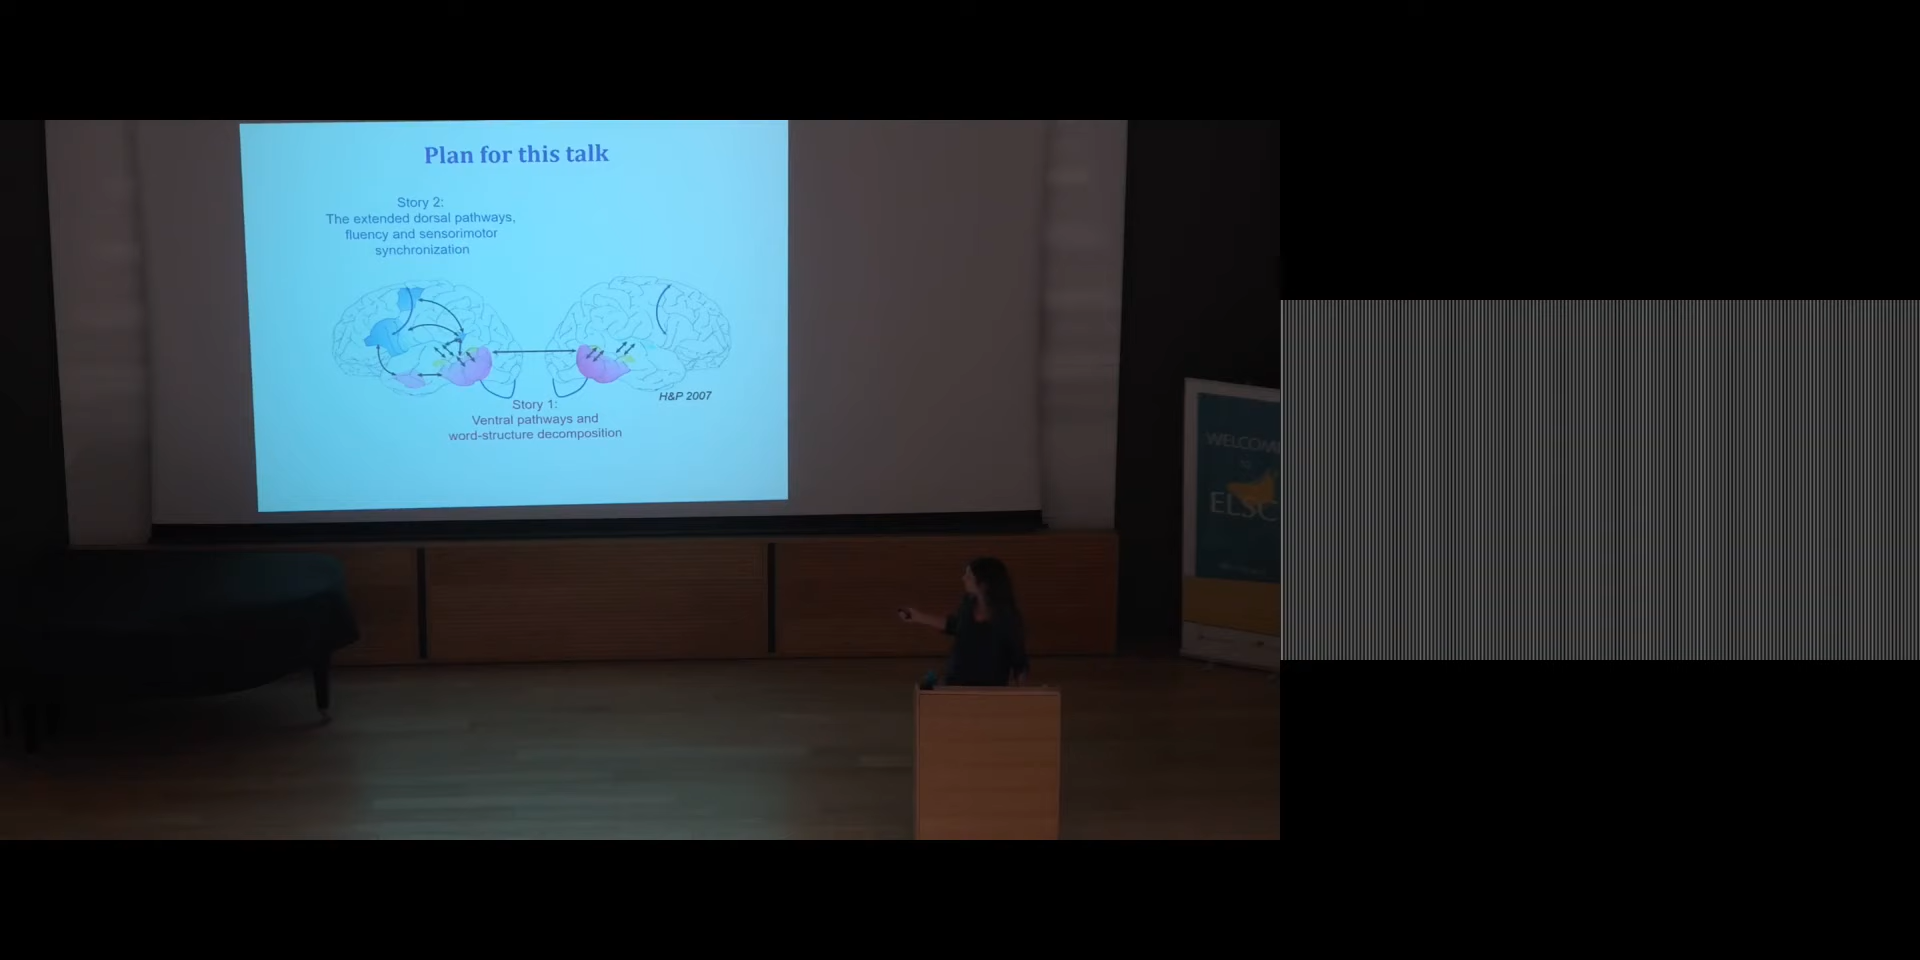 Plan for this talk
Story 2:
The extended dorsal pathways,
fluency and sensorimotor
synchronization
H&P 2007
Story 1:
Ventral pathways and
word-structure decomposition
WELCOME
ELSC